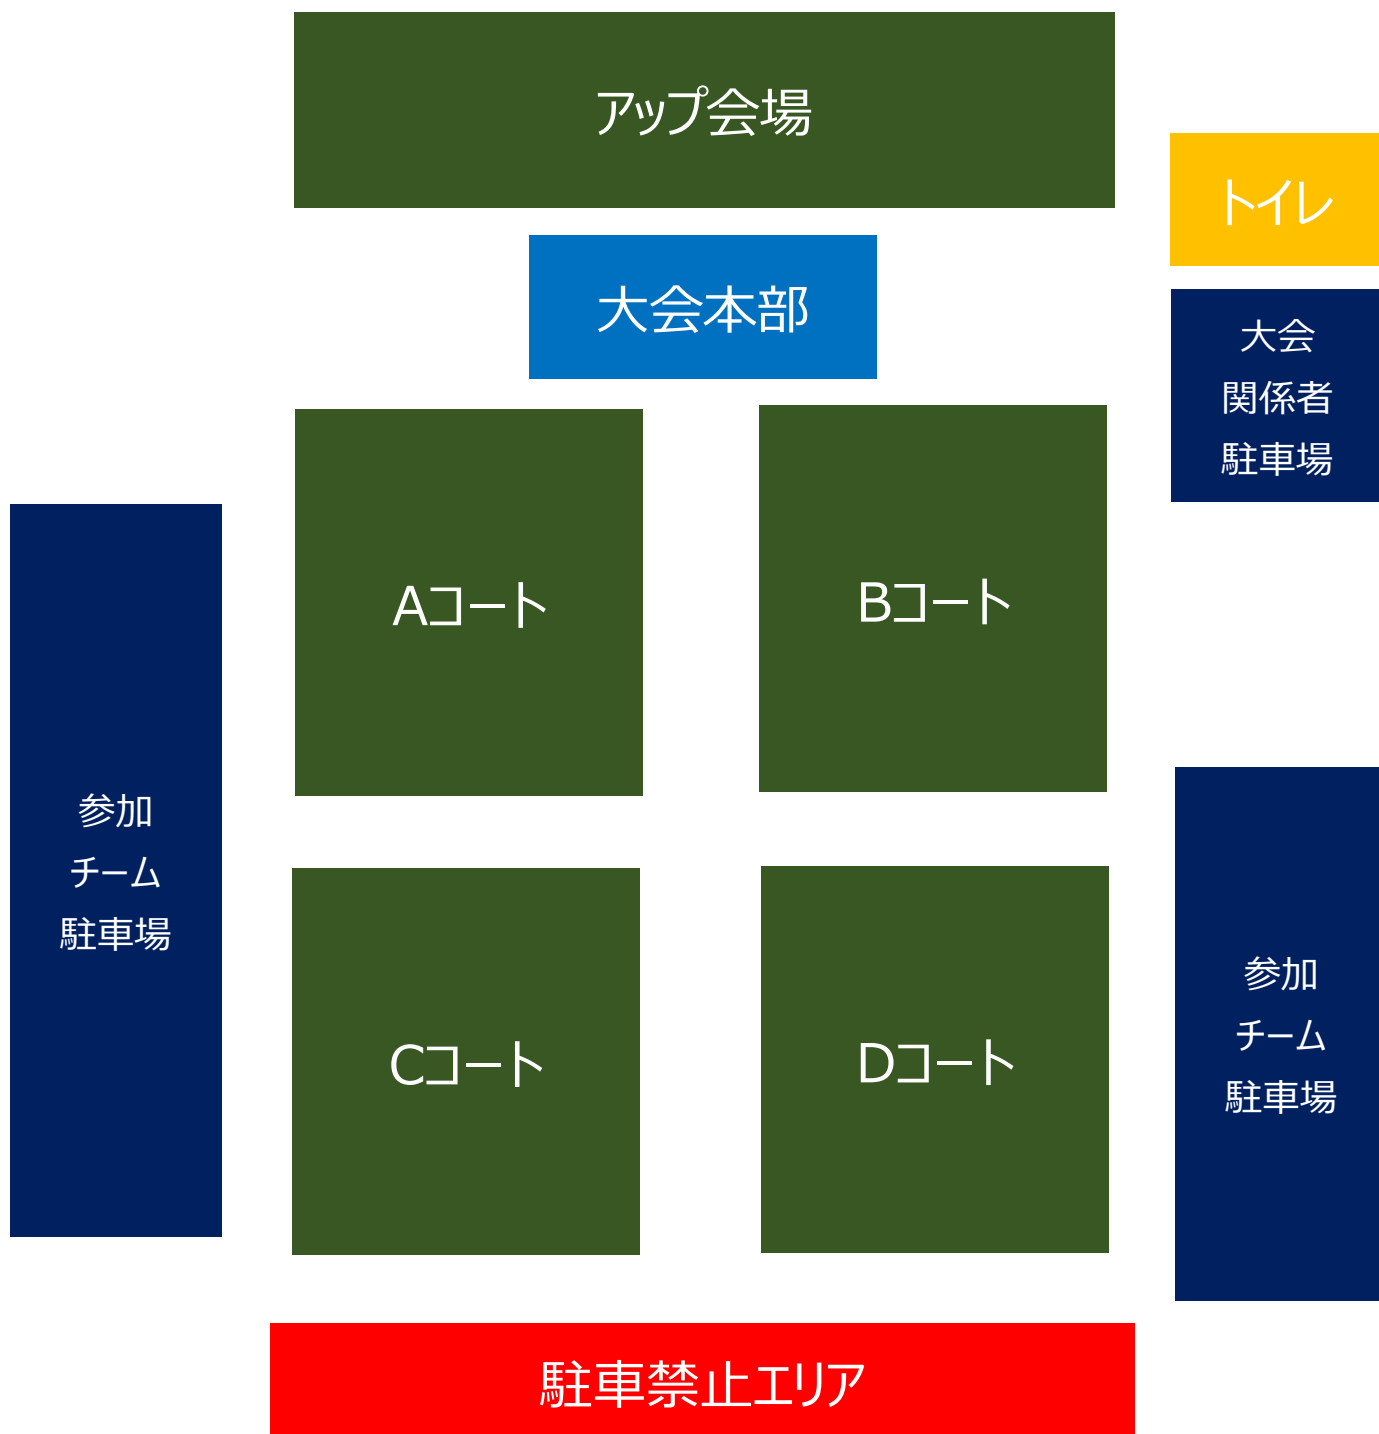 アップ会場
トイレ
大会本部
大会
関係者
駐車場
Aコート
Bコート
参加
チーム
駐車場
Cコート
Dコート
参加
チーム
駐車場
駐車禁止エリア